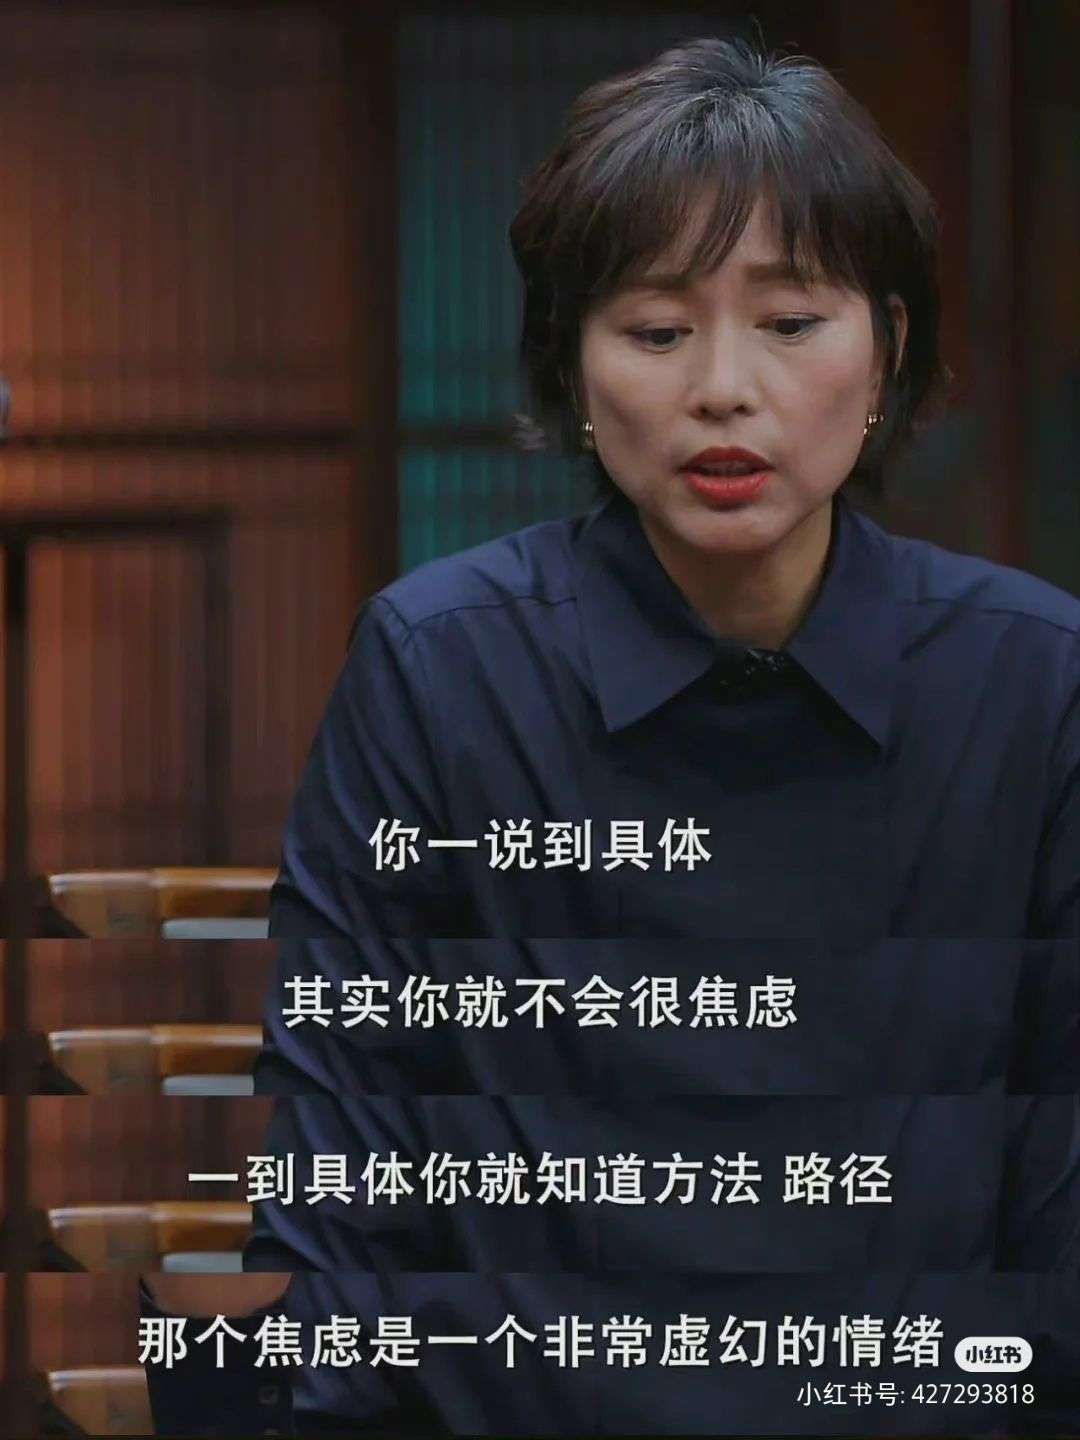 你一说到具体
其实你就不会很焦虑
一到具体你就知道方法 路径
那个焦虑是一个非常虚幻的情绪
小红书
小红书号: 427293818